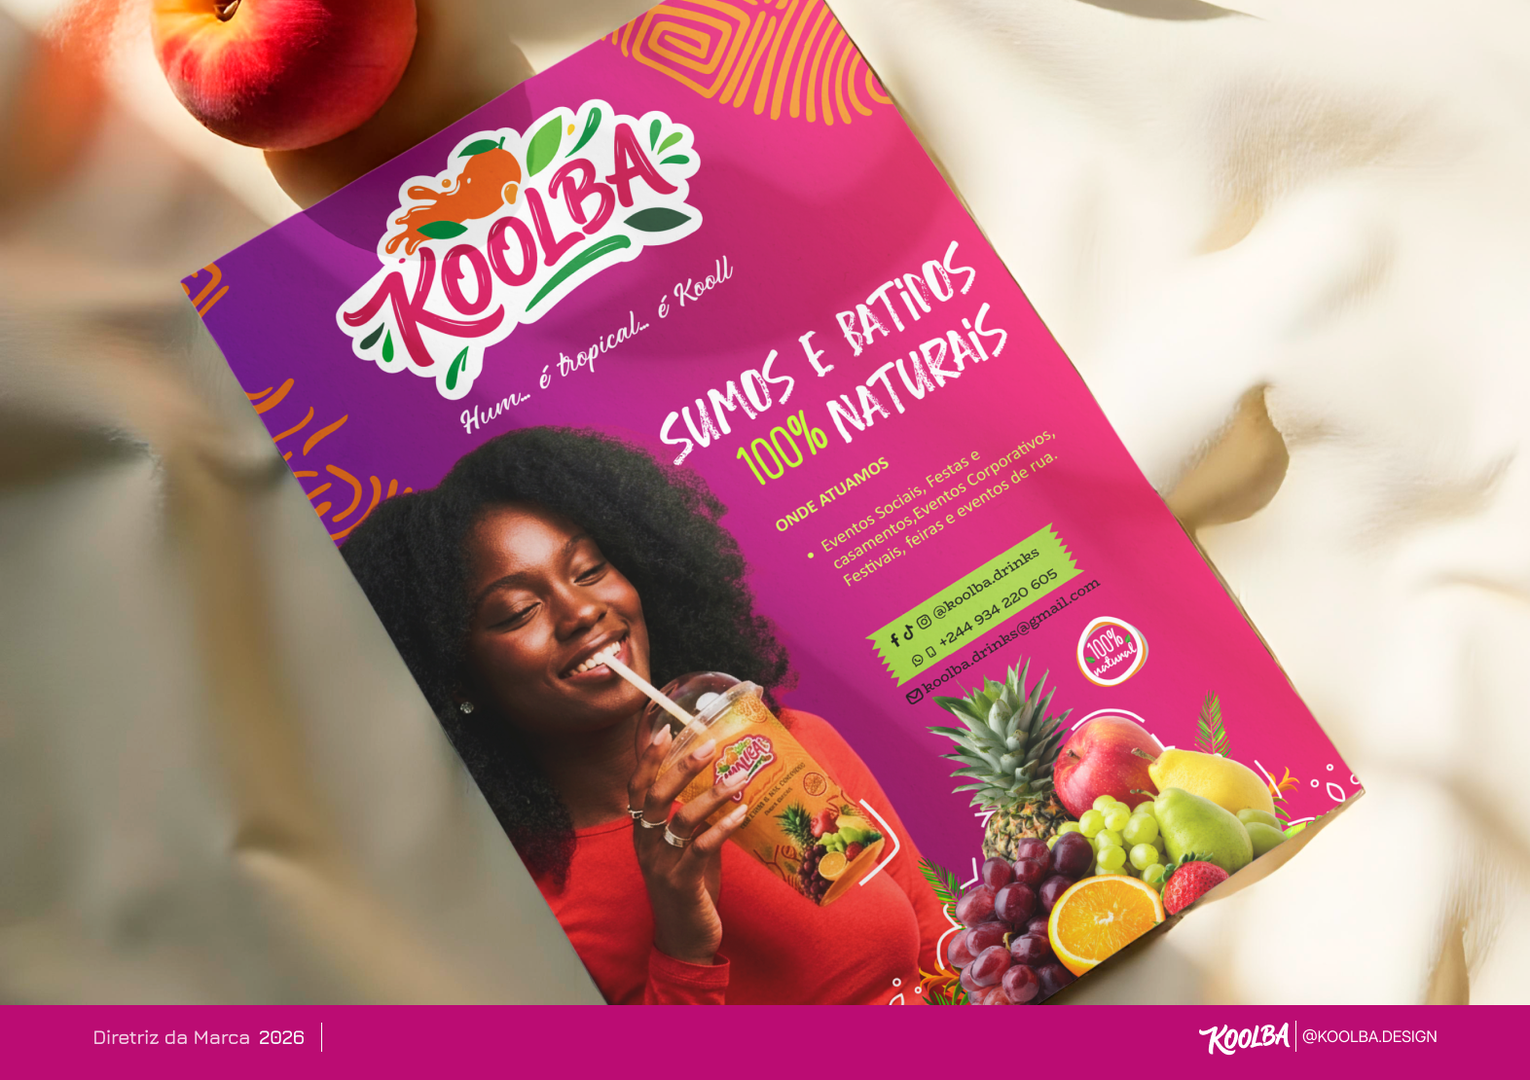 KOOLBA
Hum... é tropical... é Kooll
SUMOS E BATIDOS
100% NATURAIS
ONDE ATUAMOS
• Eventos Sociais, Festas e
casamentos,Eventos Corporativos,
Festivais, feiras e eventos de rua.
@koolba.drinks
+244 934 220 605
koolba.drinks@gmail.com
100%
natural
Diretriz da Marca 2026
KOOLBA
@KOOLBA.DESIGN